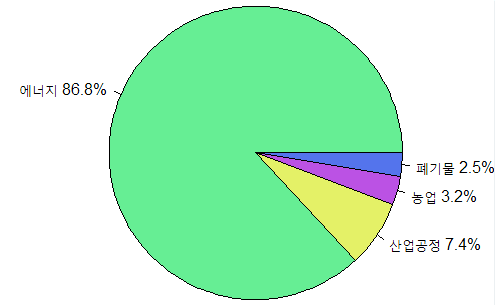 에너지 86.8%
폐기물 2.5%
농업 3.2%
산업공정 7.4%